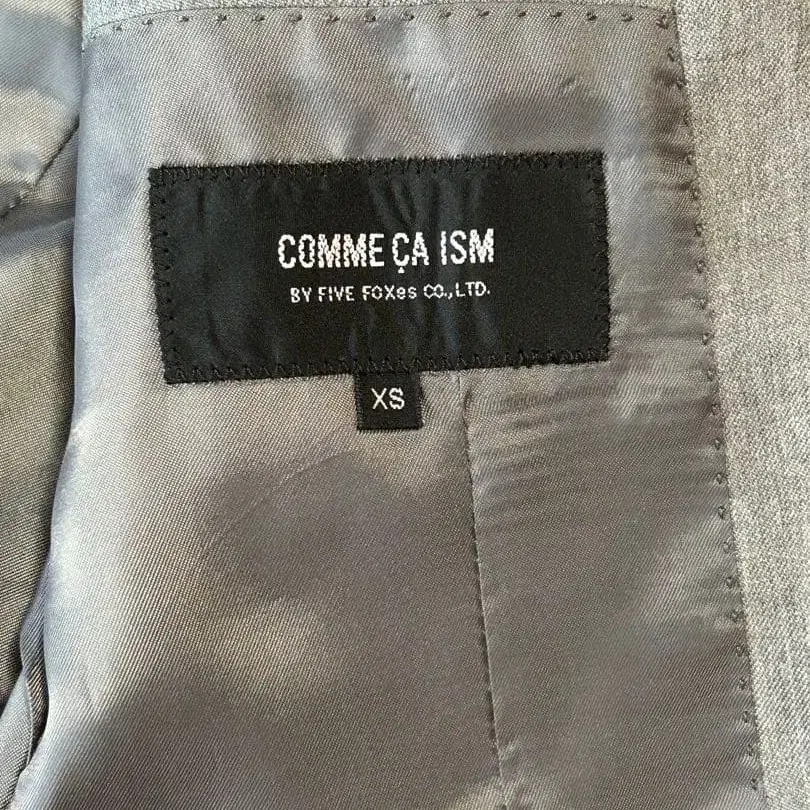 COMME ÇA ISM
BY FIVE FOXes CO.,LTD.
XS